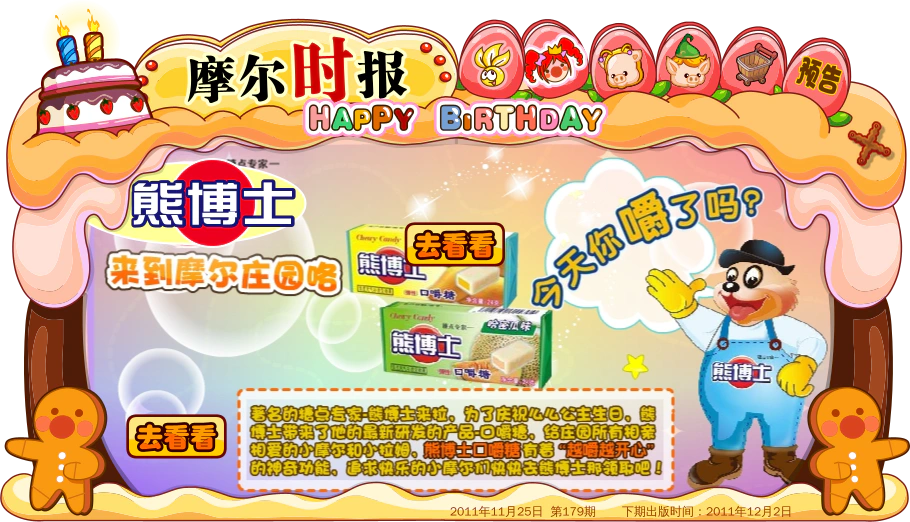 摩尔时报
预告
HAPPY BIRTHDAY
糖点专家
熊博士
来到摩尔庄园咯
今天你嚼了吗?
去看看
Chewy Candy
熊博士
口嚼糖
Chewy Candy
糖点专家
哈密瓜味
熊博士
口嚼糖
熊博士
去看看
著名的糖点专家-熊博士来啦，为了庆祝么么公主生日，熊
博士带来了他的最新研发的产品-口嚼糖，给庄园所有相亲
相爱的小摩尔和小拉姆，熊博士口嚼糖有着“越嚼越开心”
的神奇功能，追求快乐的小摩尔们快快去熊博士那领取吧！
2011年11月25日 第179期 下期出版时间：2011年12月2日